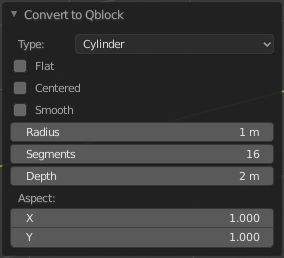 Convert to Qblock
Type: Cylinder
Flat
Centered
Smooth
Radius 1 m
Segments 16
Depth 2 m
Aspect:
X 1.000
Y 1.000